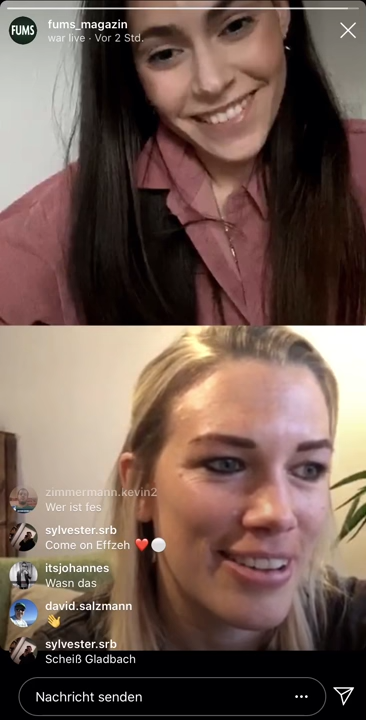 FUMS
fums_magazin
war live · Vor 2 Std.
zimmermann.kevin2
Wer ist fes
sylvester.srb
Come on Effzeh ❤️⚪
itsjohannes
Wasn das
david.salzmann
👋
sylvester.srb
Scheiß Gladbach
Nachricht senden